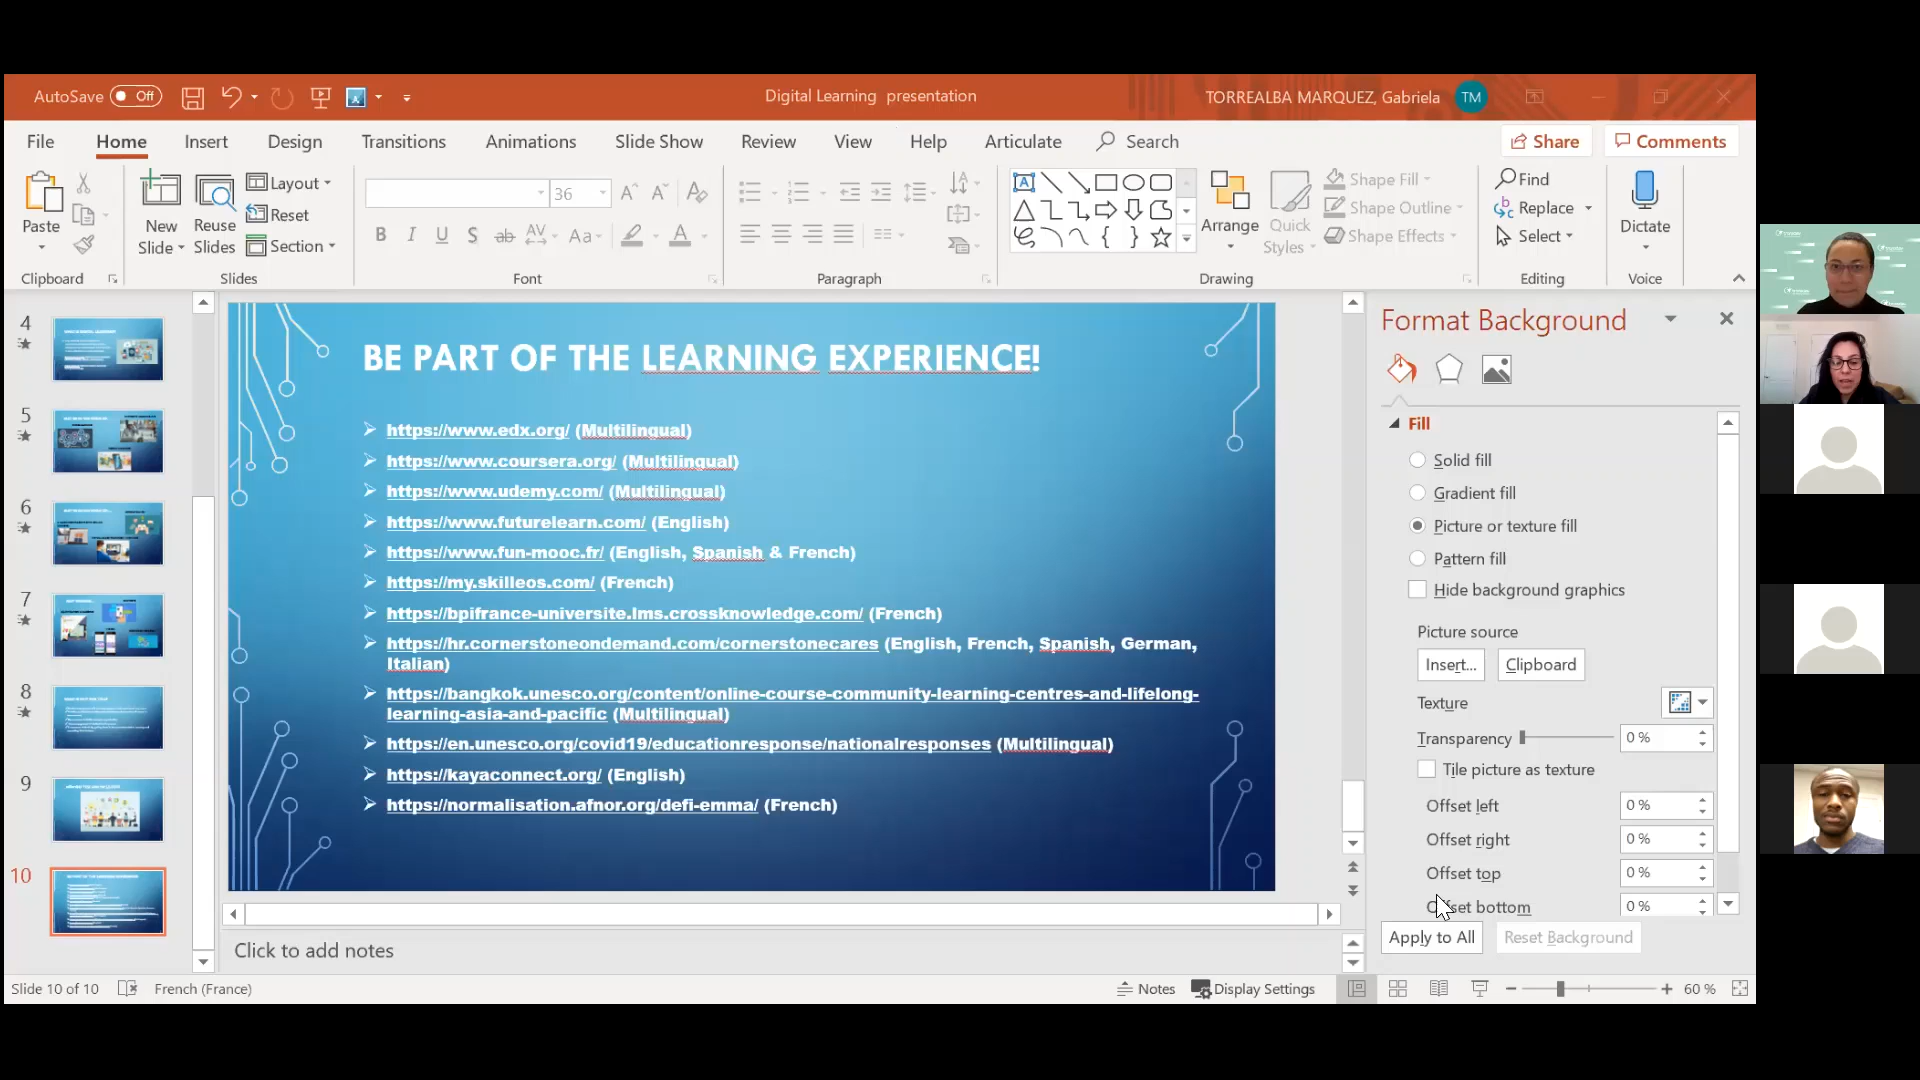 AutoSave Off
Digital Learning presentation
TORREALBA MARQUEZ, Gabriela TM
File Home Insert Design Transitions Animations Slide Show Review View Help Articulate Search Share Comments
Paste
New Slide
Reuse Slides
Layout
Reset
Section
36
Arrange
Quick Styles
Shape Fill
Shape Outline
Shape Effects
Find
Replace
Select
Dictate
Clipboard Slides Font Paragraph Drawing Editing Voice
4
5
6
7
8
9
10
BE PART OF THE LEARNING EXPERIENCE!
https://www.edx.org/ (Multilingual)
https://www.coursera.org/ (Multilingual)
https://www.udemy.com/ (Multilingual)
https://www.futurelearn.com/ (English)
https://www.fun-mooc.fr/ (English, Spanish & French)
https://my.skilleos.com/ (French)
https://bpifrance-universite.lms.crossknowledge.com/ (French)
https://hr.cornerstoneondemand.com/cornerstonecares (English, French, Spanish, German,
Italian)
https://bangkok.unesco.org/content/online-course-community-learning-centres-and-lifelong-
learning-asia-and-pacific (Multilingual)
https://en.unesco.org/covid19/educationresponse/nationalresponses (Multilingual)
https://kayaconnect.org/ (English)
https://normalisation.afnor.org/defi-emma/ (French)
Click to add notes
Format Background
Fill
Solid fill
Gradient fill
Picture or texture fill
Pattern fill
Hide background graphics
Picture source
Insert... Clipboard
Texture
Transparency 0 %
Tile picture as texture
Offset left 0 %
Offset right 0 %
Offset top 0 %
Offset bottom 0 %
Apply to All Reset Background
Slide 10 of 10 French (France) Notes Display Settings 60 %